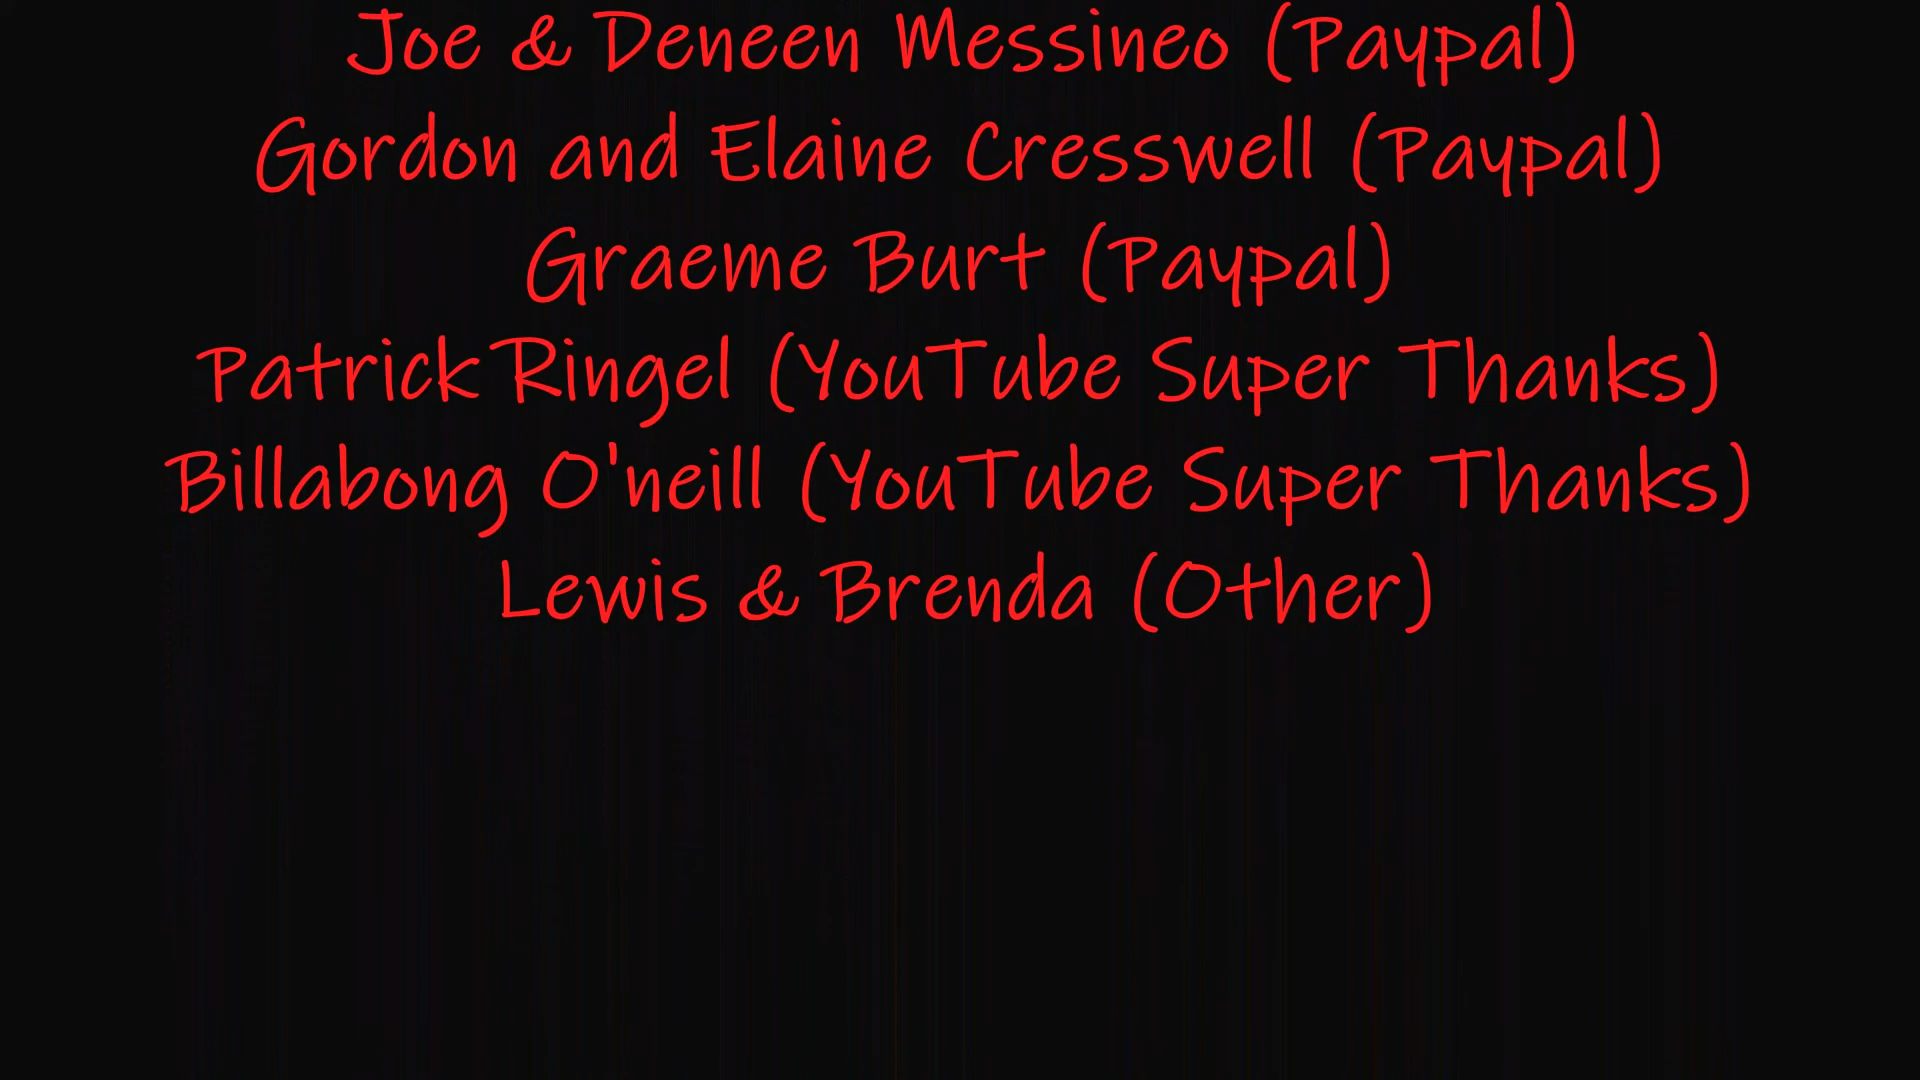 Joe & Deneen Messineo (Paypal)
Gordon and Elaine Cresswell (Paypal)
Graeme Burt (Paypal)
Patrick Ringel (YouTube Super Thanks)
Billabong O'neill (YouTube Super Thanks)
Lewis & Brenda (Other)